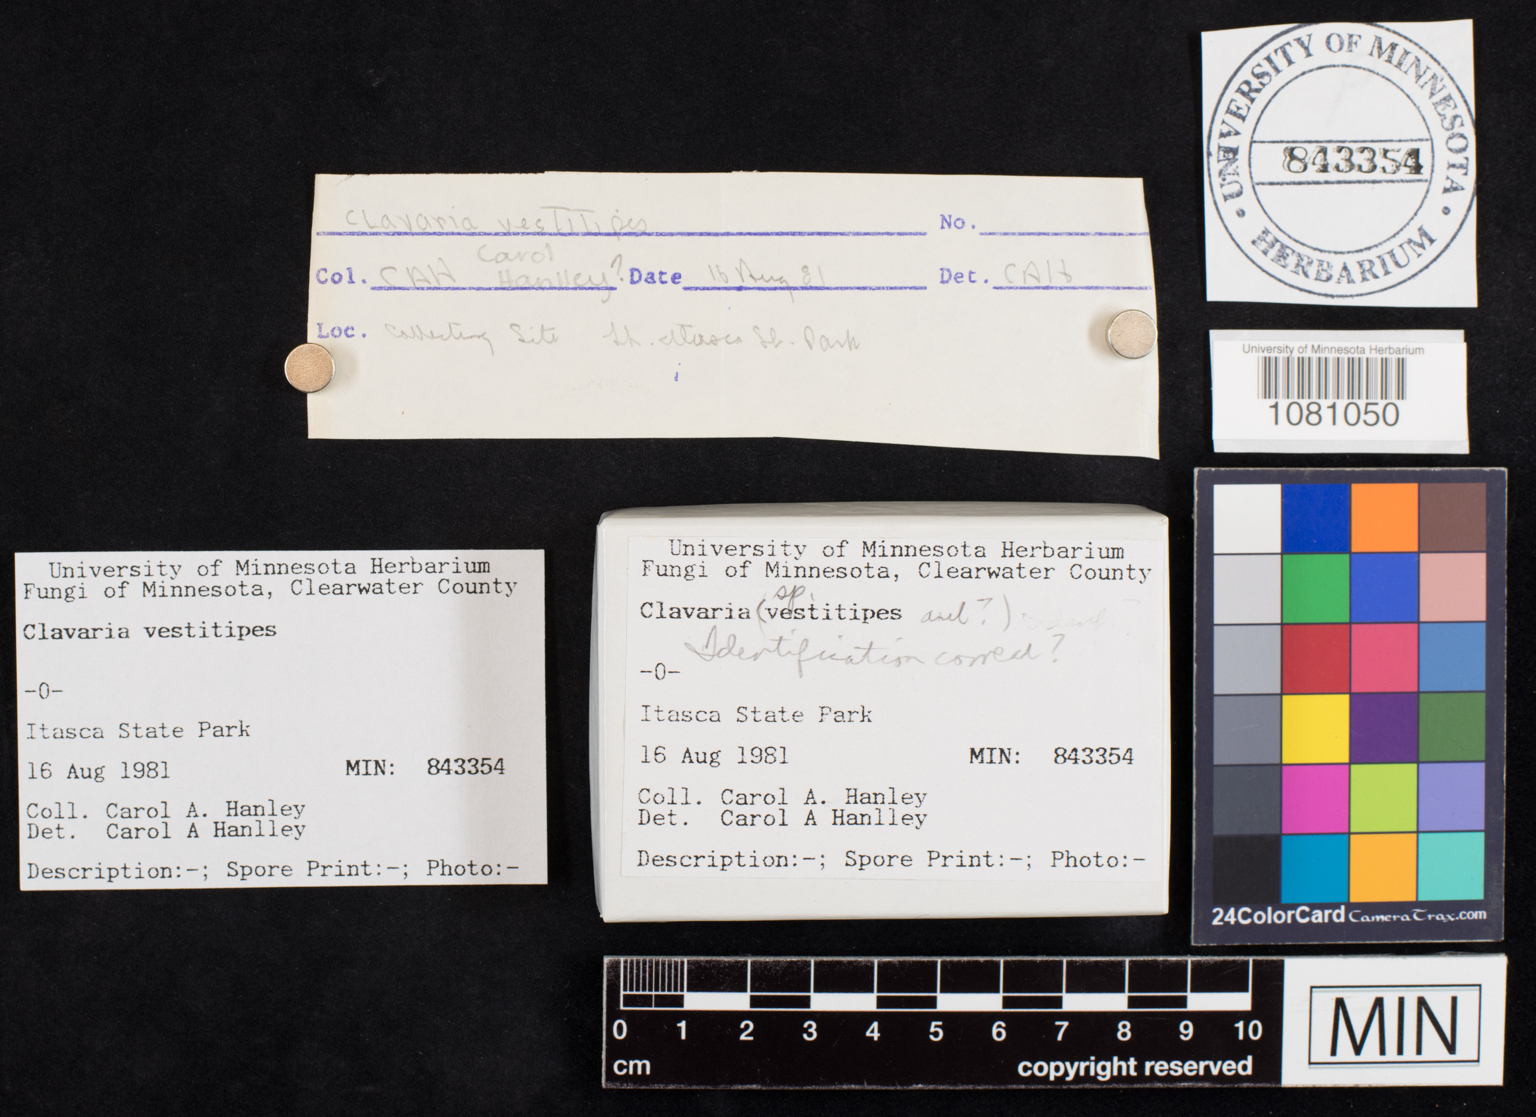 UNIVERSITY OF MINNESOTA
843354
HERBARIUM
Clavaria vestitipes No.
Carol
Col. CAH Hanlley? Date 16 Aug 81 Det. CAH
Loc. Collecting Site Itasca St. Park
University of Minnesota Herbarium
1081050
University of Minnesota Herbarium
Fungi of Minnesota, Clearwater County
Clavaria vestitipes
-0-
Itasca State Park
16 Aug 1981 MIN: 843354
Coll. Carol A. Hanley
Det. Carol A Hanlley
Description:-; Spore Print:-; Photo:-
University of Minnesota Herbarium
Fungi of Minnesota, Clearwater County
sp.
Clavaria (vestitipes auct?)
Identification correct?
-0-
Itasca State Park
16 Aug 1981 MIN: 843354
Coll. Carol A. Hanley
Det. Carol A Hanlley
Description:-; Spore Print:-; Photo:-
24ColorCard CameraTrax.com
0 1 2 3 4 5 6 7 8 9 10
cm copyright reserved
MIN